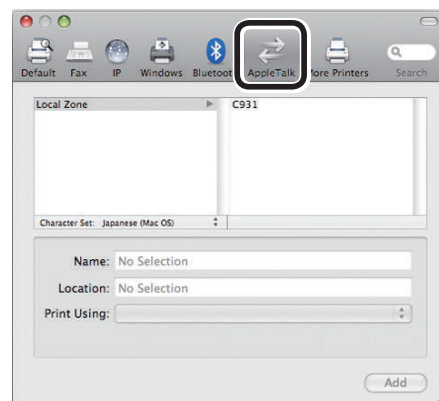 Default Fax IP Windows Bluetoot AppleTalk ore Printers Search
Local Zone C931
Character Set: Japanese (Mac OS)
Name: No Selection
Location: No Selection
Print Using:
Add